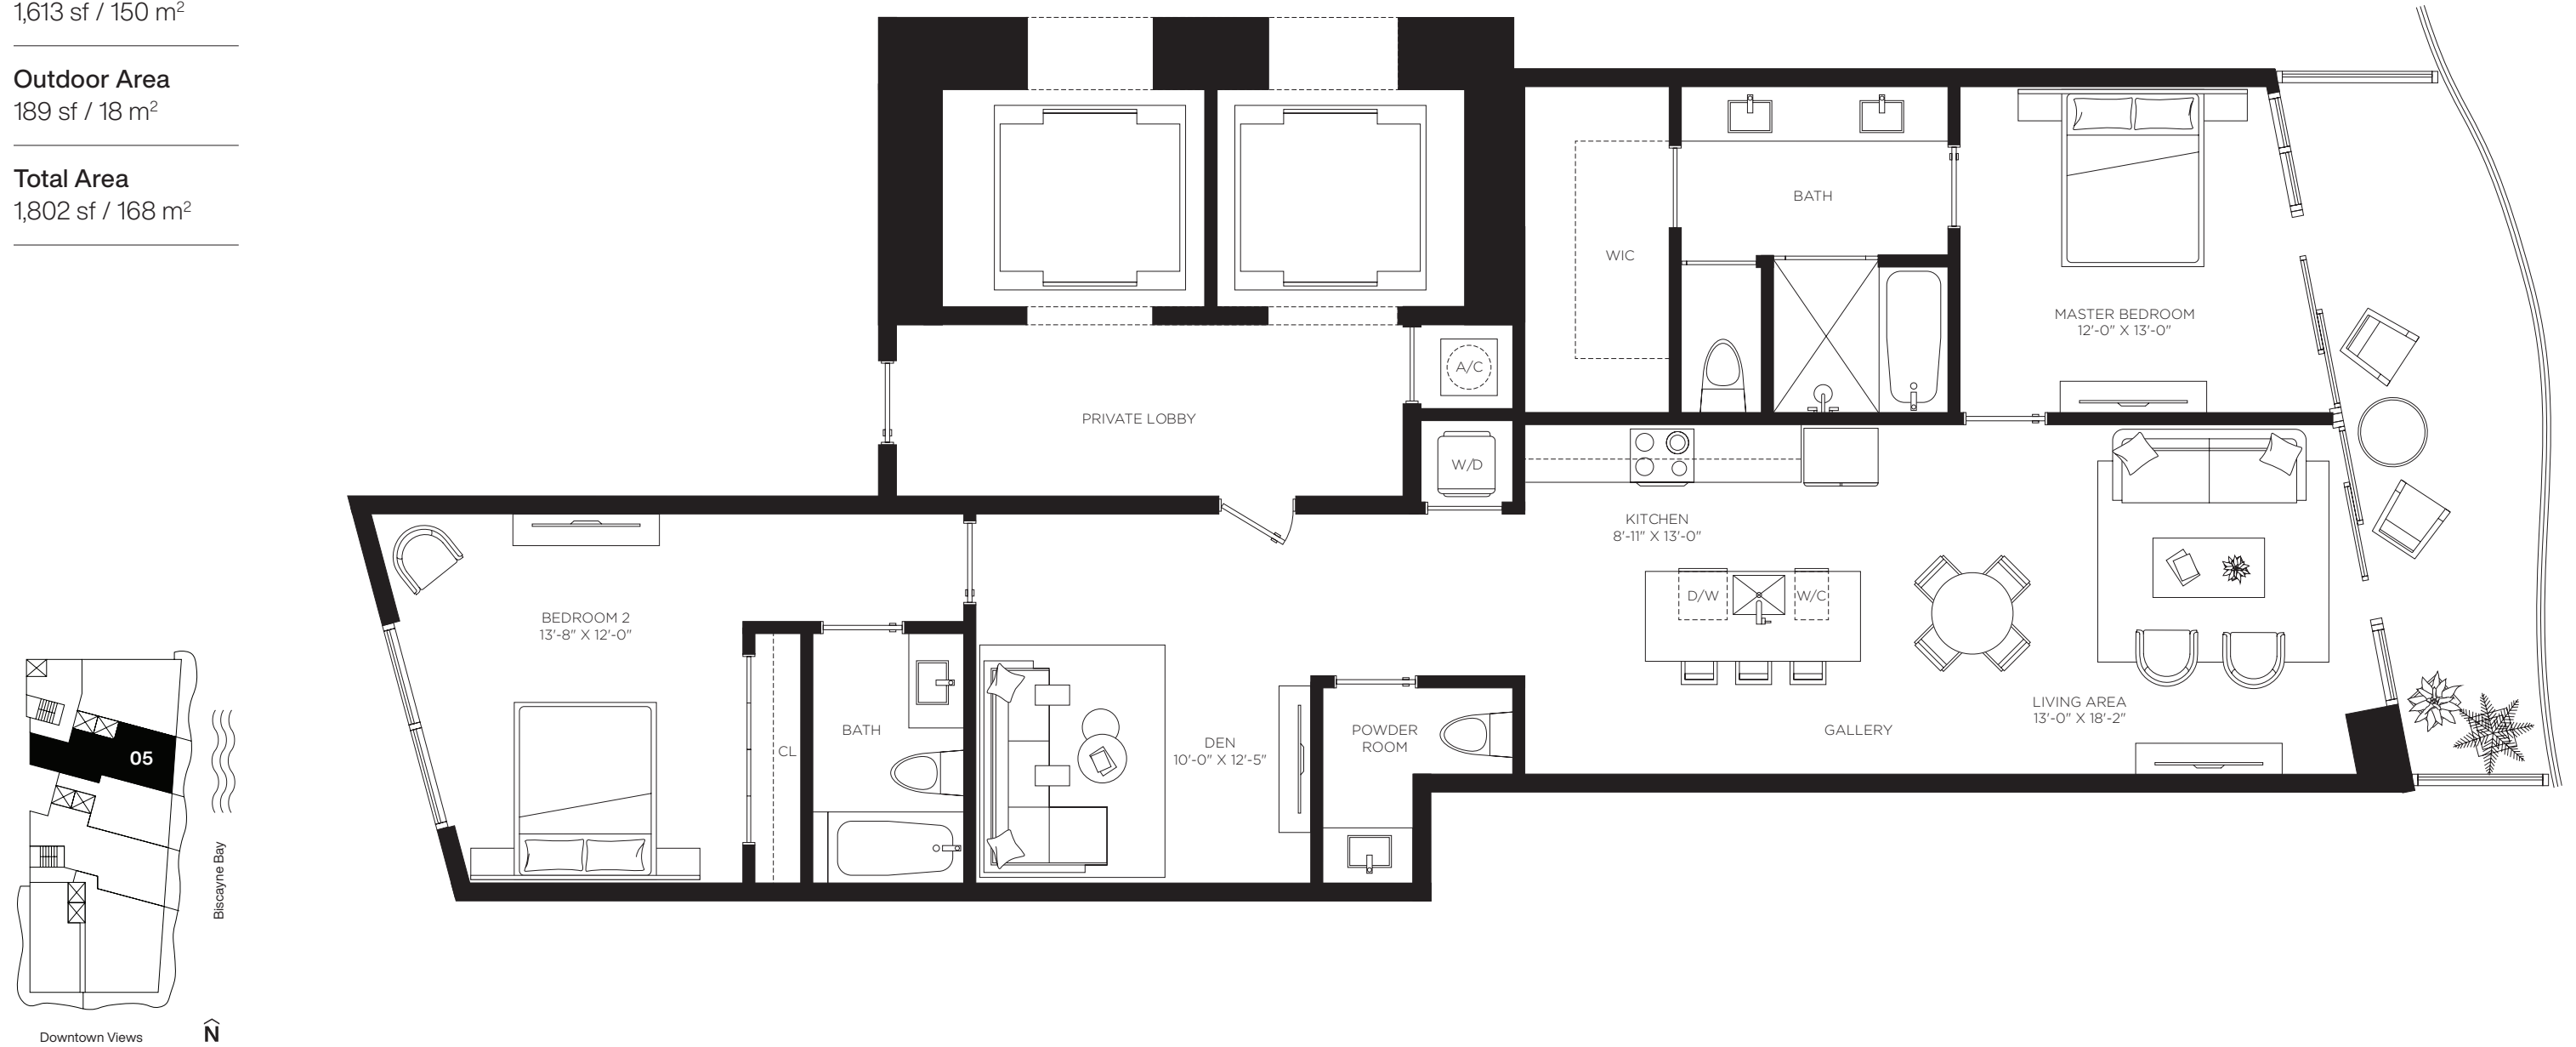 1,613 sf / 150 m²
Outdoor Area
189 sf / 18 m²
Total Area
1,802 sf / 168 m²
BATH
WIC
MASTER BEDROOM
12'-0" X 13'-0"
A/C
PRIVATE LOBBY
W/D
KITCHEN
8'-11" X 13'-0"
D/W
W/C
BEDROOM 2
13'-8" X 12'-0"
LIVING AREA
13'-0" X 18'-2"
GALLERY
CL
BATH
DEN
10'-0" X 12'-5"
POWDER
ROOM
05
Biscayne Bay
Downtown Views
N